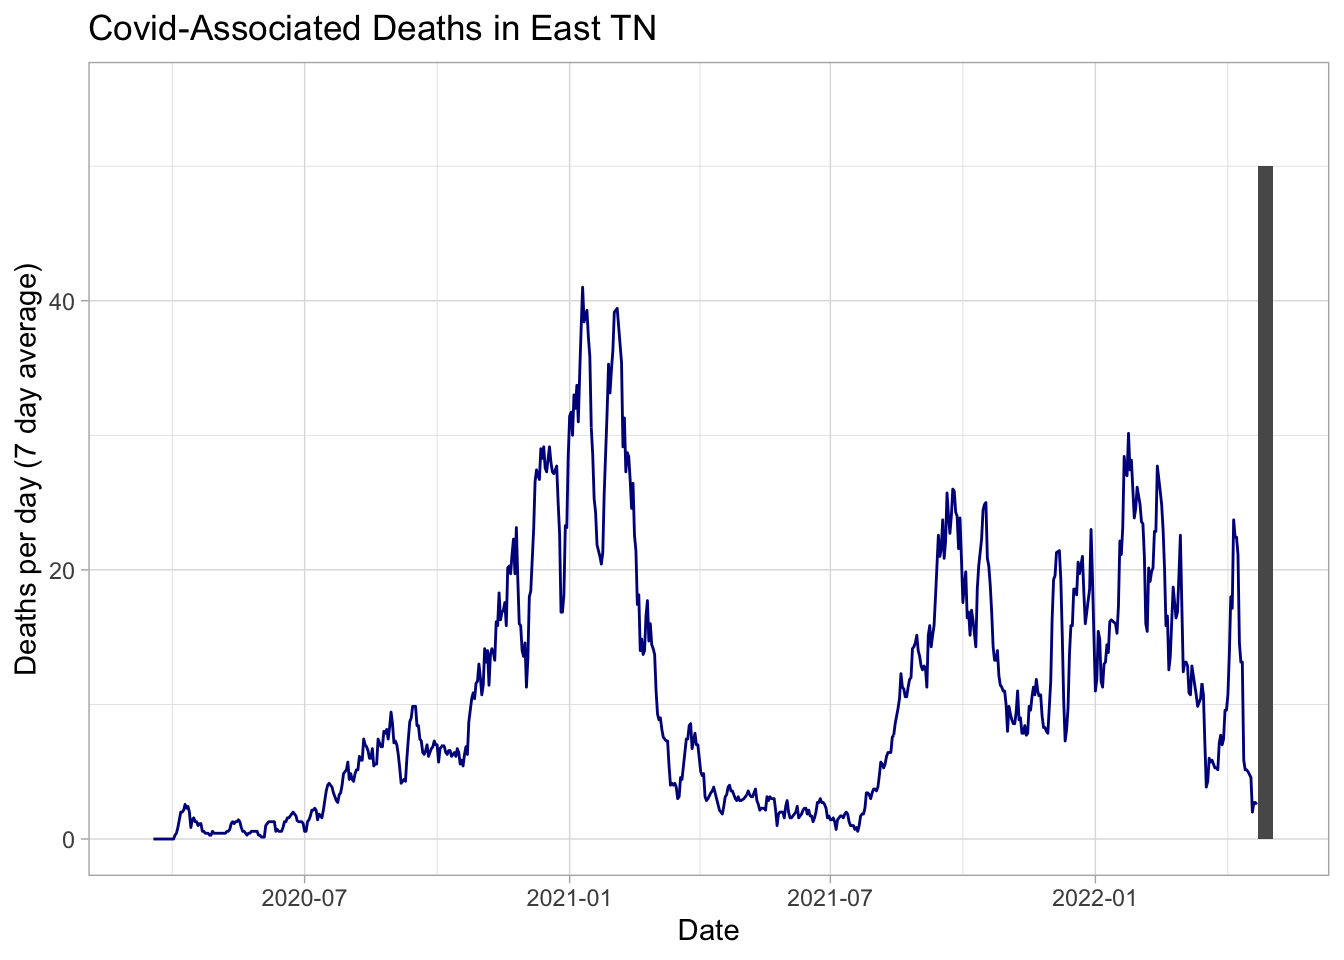 Covid-Associated Deaths in East TN
Deaths per day (7 day average)
40
20
0
2020-07
2021-01
2021-07
2022-01
Date